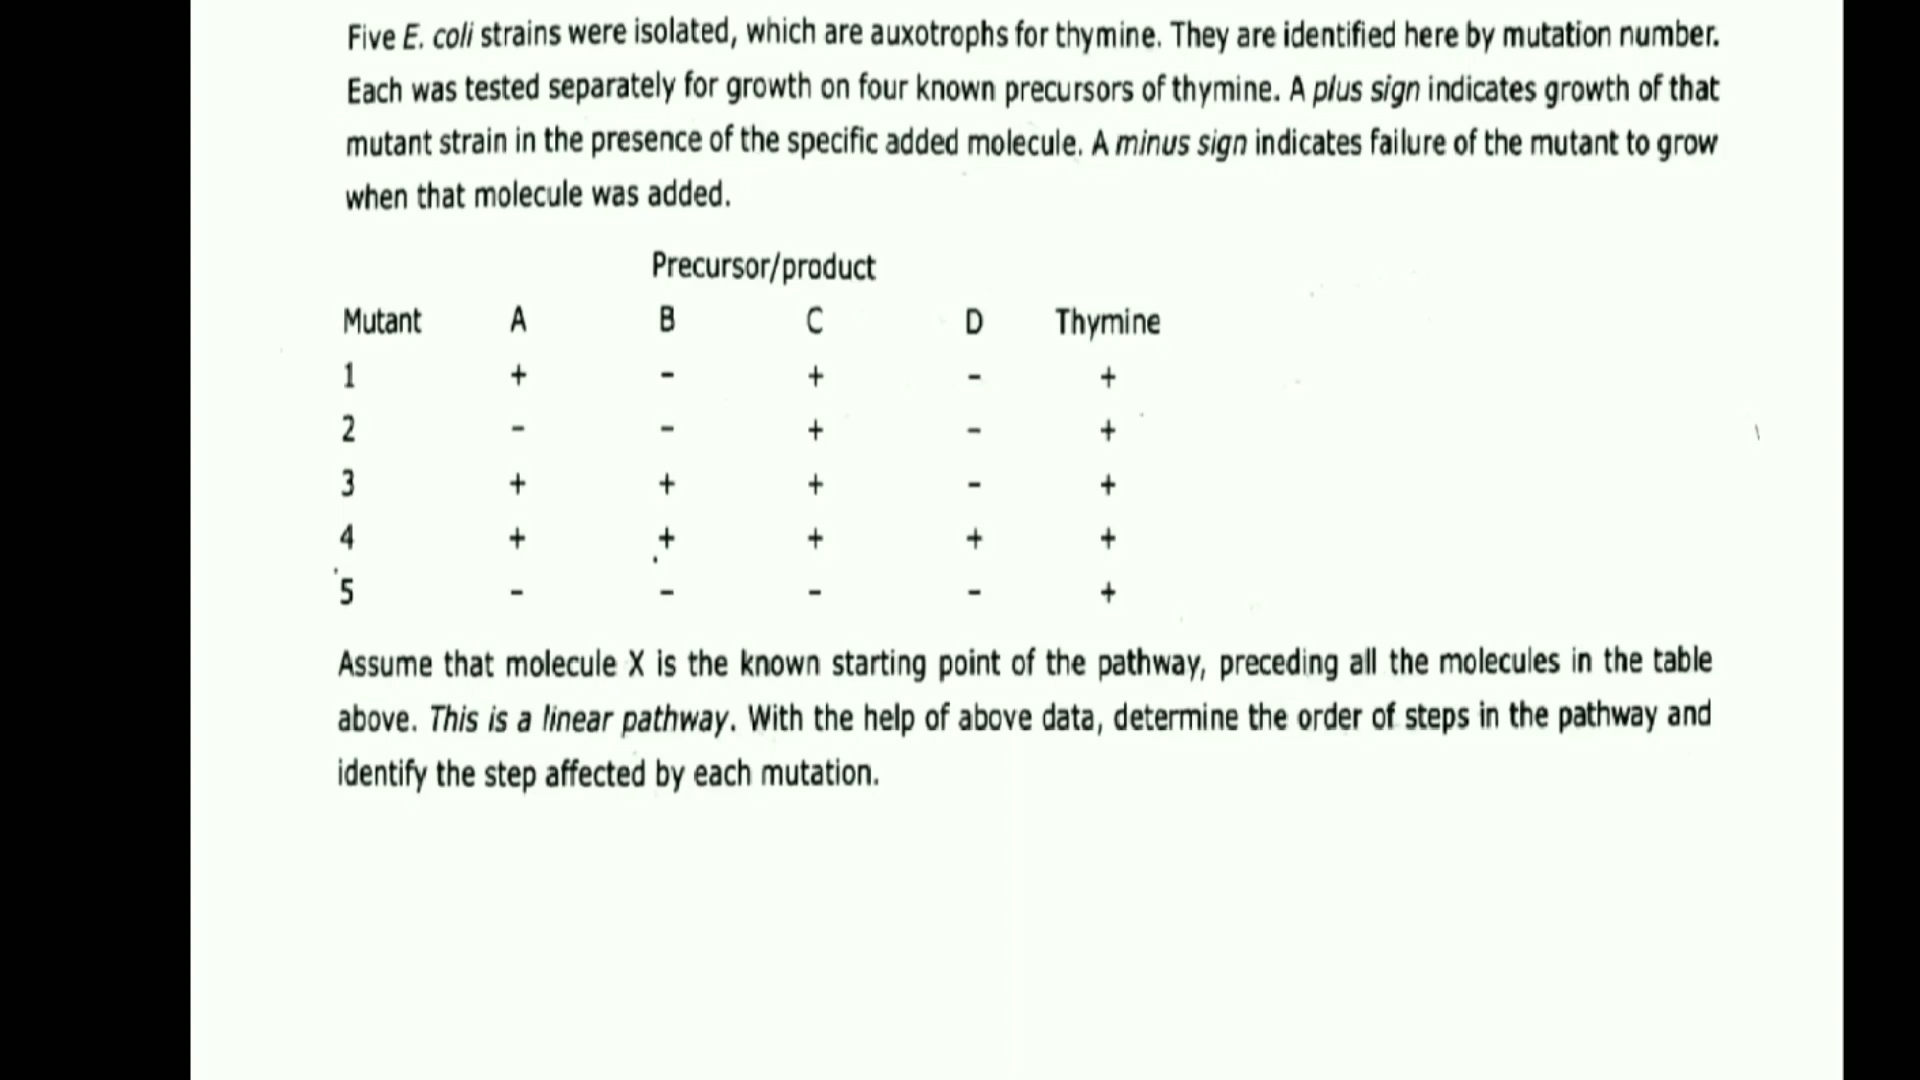 Five E. coli strains were isolated, which are auxotrophs for thymine. They are identified here by mutation number.
Each was tested separately for growth on four known precursors of thymine. A plus sign indicates growth of that
mutant strain in the presence of the specific added molecule. A minus sign indicates failure of the mutant to grow
when that molecule was added.
Precursor/product
Mutant A B C D Thymine
1 + - + - +
2 - - + - +
3 + + + - +
4 + + + + +
5 - - - - +
Assume that molecule X is the known starting point of the pathway, preceding all the molecules in the table
above. This is a linear pathway. With the help of above data, determine the order of steps in the pathway and
identify the step affected by each mutation.